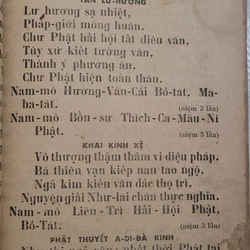 TÁN LƯ-HƯƠNG
Lư hương sạ nhiệt,
Pháp-giới mông huân.
Chư Phật hải hội tất diêu văn,
Tùy xứ kiết tường vân,
Thành ý phương ân,
Chư Phật hiện toàn thân.
Nam-mô Hương-Vân-Cái Bồ-tát, Ma-
ha-tát.
(niệm 3 lần)
Nam-mô Bổn-sư Thích-Ca-Mâu-Ni
Phật.
(niệm 3 lần)
KHAI KINH KỆ
Vô thượng thậm thâm vi diệu pháp,
Bá thiên vạn kiếp nan tao ngộ,
Ngã kim kiến văn đắc thọ trì,
Nguyện giải Như-lai chân thực nghĩa.
Nam-mô Liên-Trì Hải-Hội Phật,
Bồ-Tát.
(niệm 3 lần)
PHẬT THUYẾT A-DI-ĐÀ KINH